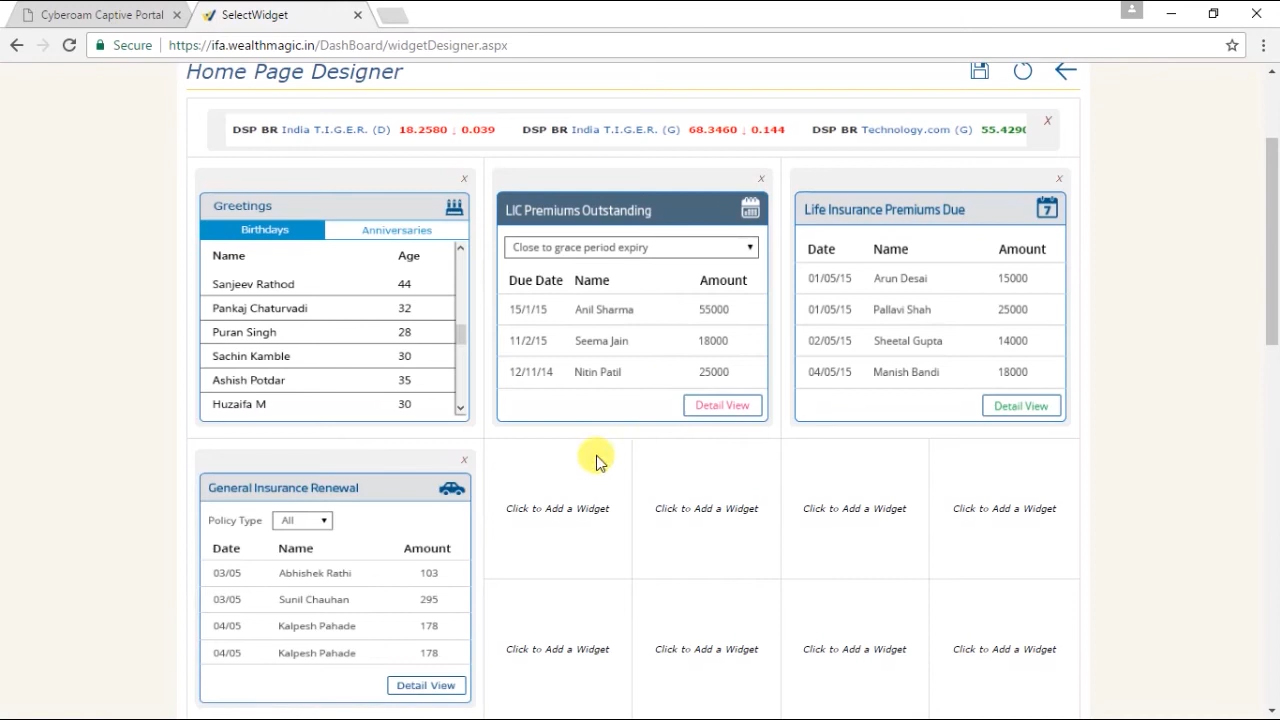 Cyberoam Captive Portal
SelectWidget
Secure https://ifa.wealthmagic.in/DashBoard/widgetDesigner.aspx
Home Page Designer
DSP BR India T.I.G.E.R. (D) 18.2580 ↓ 0.039 DSP BR India T.I.G.E.R. (G) 68.3460 ↓ 0.144 DSP BR Technology.com (G) 55.4290
X
X
Greetings
Birthdays Anniversaries
Name Age
Sanjeev Rathod 44
Pankaj Chaturvadi 32
Puran Singh 28
Sachin Kamble 30
Ashish Potdar 35
Huzaifa M 30
X
LIC Premiums Outstanding
Close to grace period expiry
Due Date Name Amount
15/1/15 Anil Sharma 55000
11/2/15 Seema Jain 18000
12/11/14 Nitin Patil 25000
Detail View
X
Life Insurance Premiums Due 7
Date Name Amount
01/05/15 Arun Desai 15000
01/05/15 Pallavi Shah 25000
02/05/15 Sheetal Gupta 14000
04/05/15 Manish Bandi 18000
Detail View
X
General Insurance Renewal
Policy Type All
Date Name Amount
03/05 Abhishek Rathi 103
03/05 Sunil Chauhan 295
04/05 Kalpesh Pahade 178
04/05 Kalpesh Pahade 178
Detail View
Click to Add a Widget Click to Add a Widget Click to Add a Widget Click to Add a Widget
Click to Add a Widget Click to Add a Widget Click to Add a Widget Click to Add a Widget